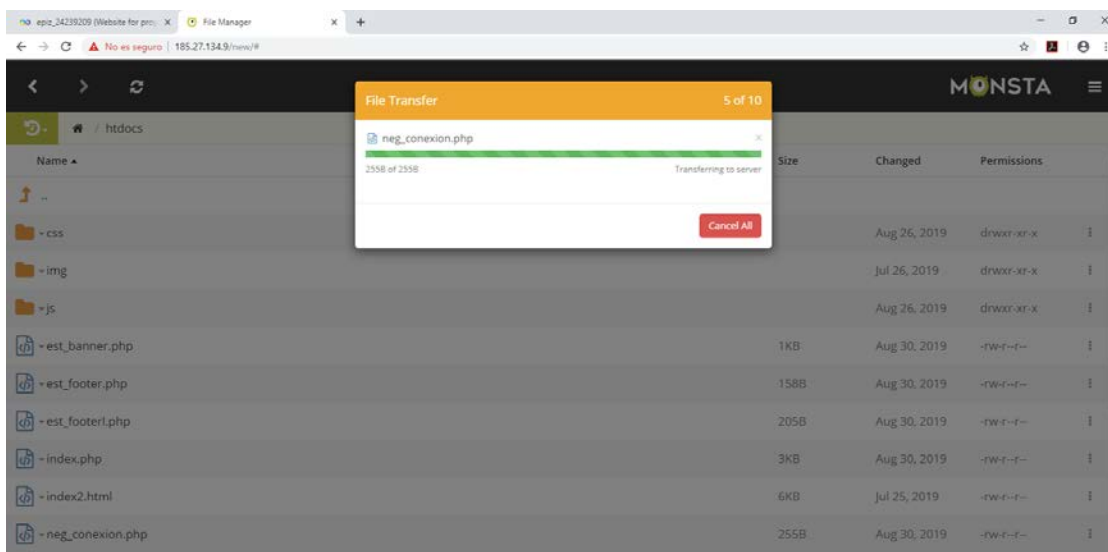 epiz_24239209 (Website for pro
File Manager
No es seguro | 185.27.134.9/new/#
MONSTA
File Transfer
5 of 10
/ htdocs
neg_conexion.php
255B of 255B
Transferring to server
Cancel All
Name
Size
Changed
Permissions
..
css
Aug 26, 2019
drwxr-xr-x
img
Jul 26, 2019
drwxr-xr-x
js
Aug 26, 2019
drwxr-xr-x
est_banner.php
1KB
Aug 30, 2019
-rw-r--r--
est_footer.php
158B
Aug 30, 2019
-rw-r--r--
est_footerl.php
205B
Aug 30, 2019
-rw-r--r--
index.php
3KB
Aug 30, 2019
-rw-r--r--
index2.html
6KB
Jul 25, 2019
-rw-r--r--
neg_conexion.php
255B
Aug 30, 2019
-rw-r--r--